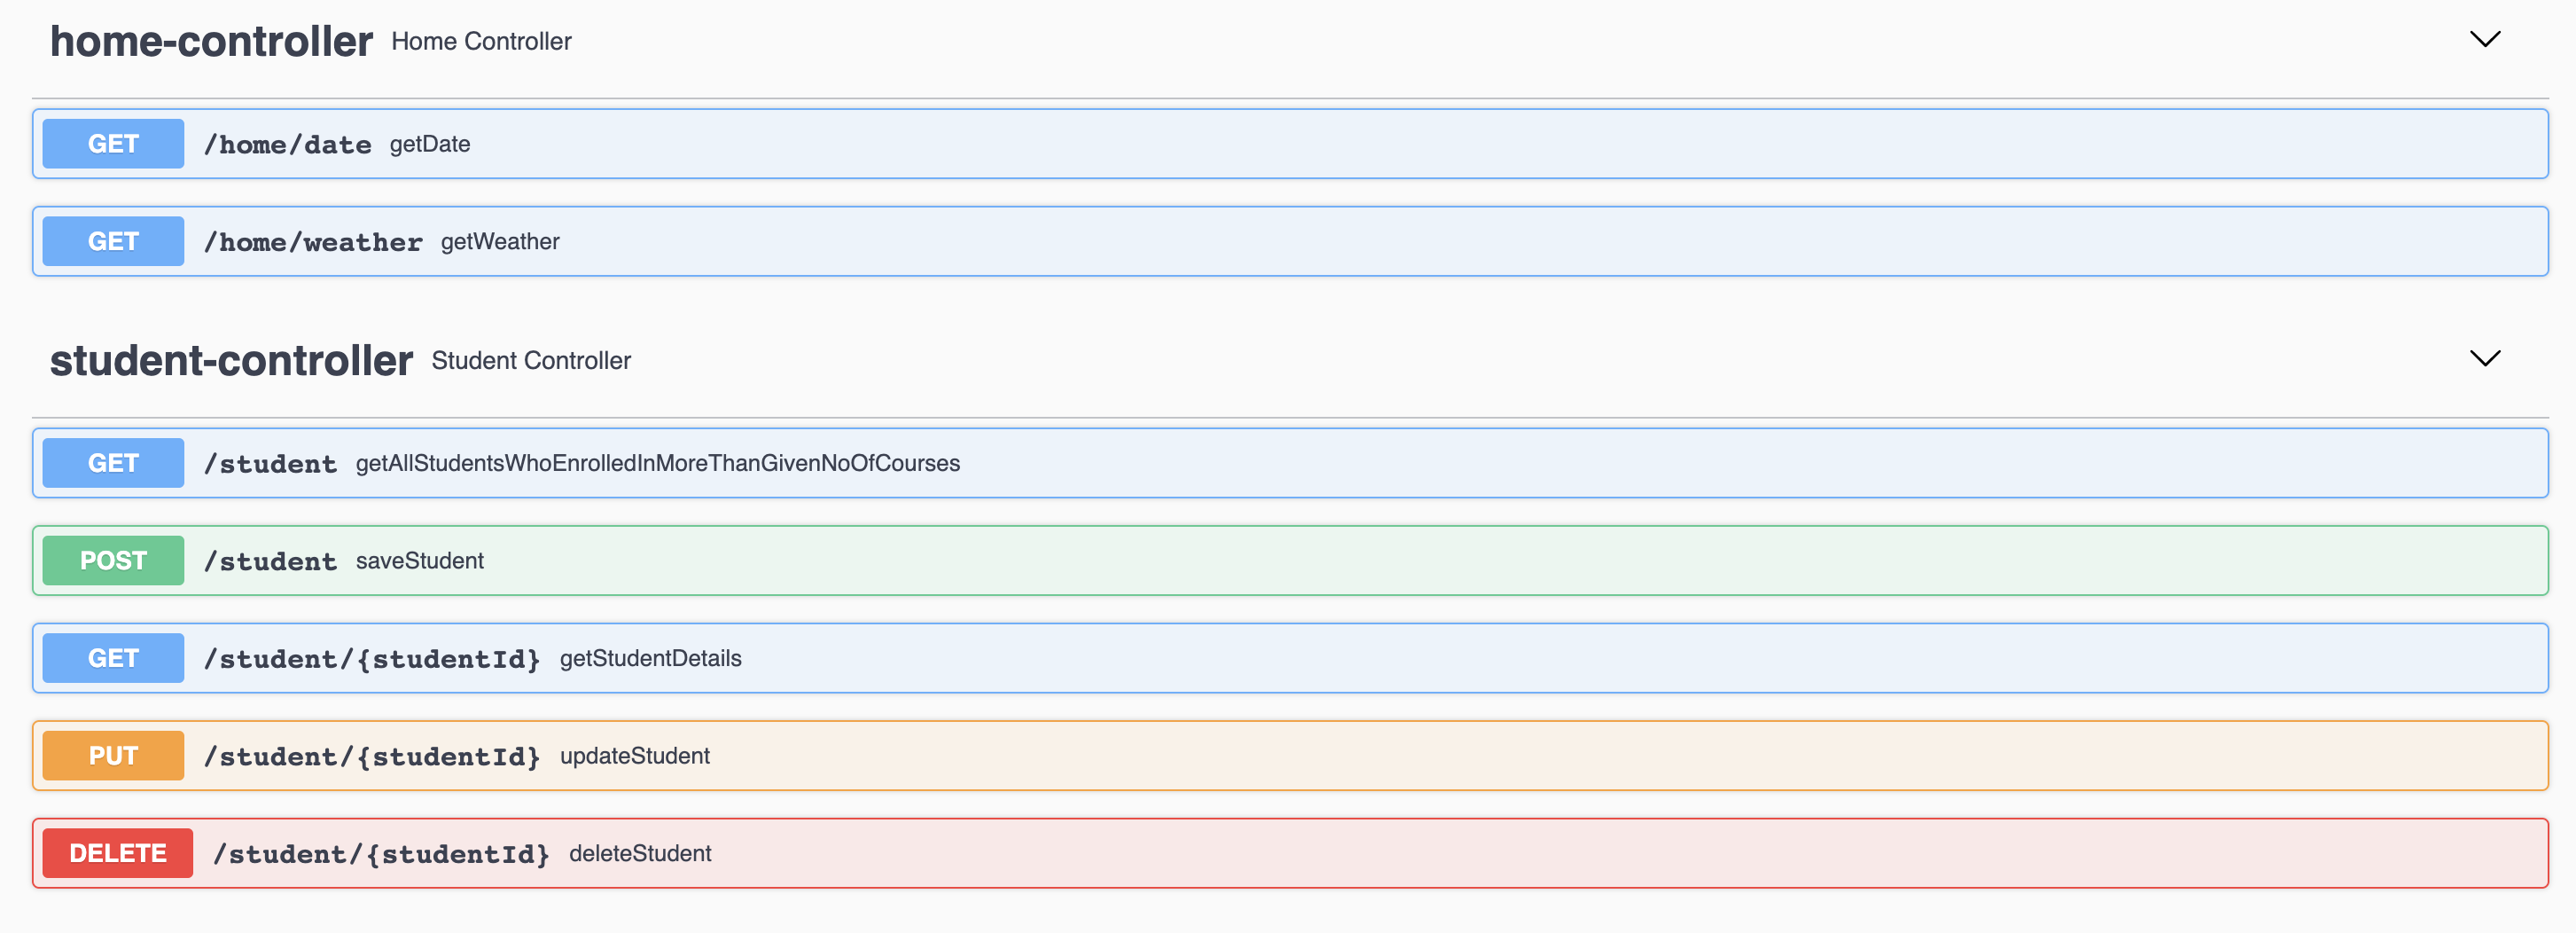 home-controller Home Controller
GET /home/date getDate
GET /home/weather getWeather
student-controller Student Controller
GET /student getAllStudentsWhoEnrolledInMoreThanGivenNoOfCourses
POST /student saveStudent
GET /student/{studentId} getStudentDetails
PUT /student/{studentId} updateStudent
DELETE /student/{studentId} deleteStudent